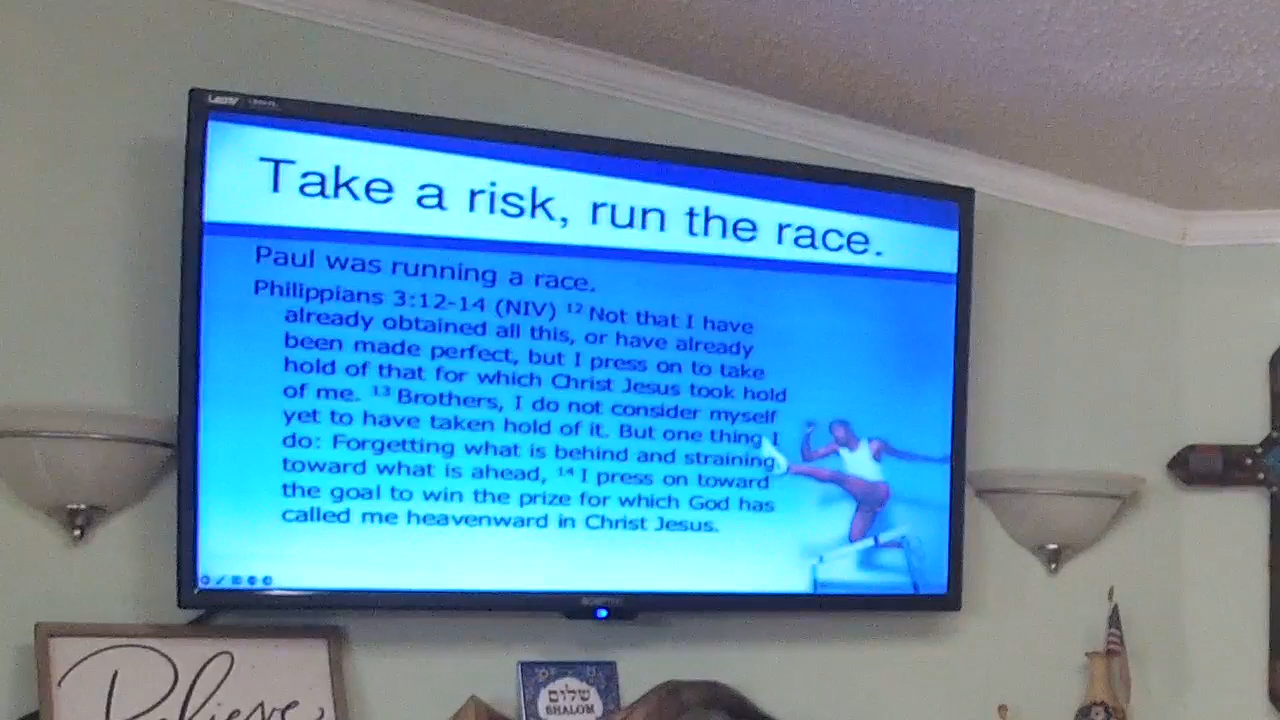 Take a risk, run the race.
Paul was running a race.
Philippians 3:12-14 (NIV) 12 Not that I have
already obtained all this, or have already
been made perfect, but I press on to take
hold of that for which Christ Jesus took hold
of me. 13 Brothers, I do not consider myself
yet to have taken hold of it. But one thing I
do: Forgetting what is behind and straining
toward what is ahead, 14 I press on toward
the goal to win the prize for which God has
called me heavenward in Christ Jesus.
Believe
שלום
SHALOM